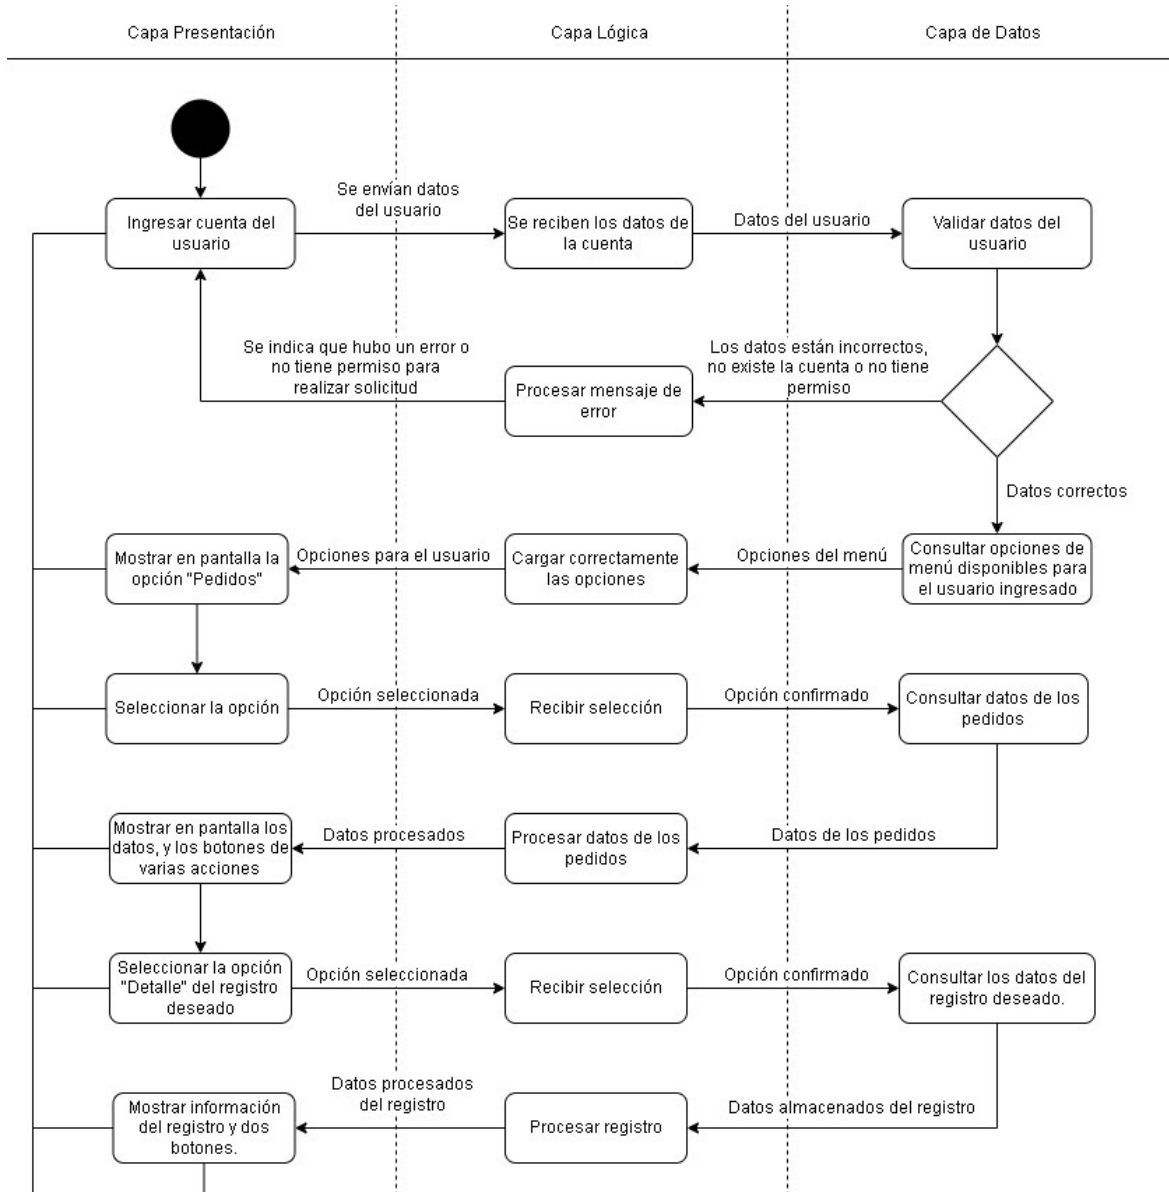 Capa Presentación
Capa Lógica
Capa de Datos
Se envían datos
del usuario
Ingresar cuenta del
usuario
Se reciben los datos de
la cuenta
Datos del usuario
Validar datos del
usuario
Se indica que hubo un error o
no tiene permiso para
realizar solicitud
Procesar mensaje de
error
Los datos están incorrectos,
no existe la cuenta o no tiene
permiso
Datos correctos
Mostrar en pantalla la
opción "Pedidos"
Opciones para el usuario
Cargar correctamente
las opciones
Opciones del menú
Consultar opciones de
menú disponibles para
el usuario ingresado
Seleccionar la opción
Opción seleccionada
Recibir selección
Opción confirmado
Consultar datos de los
pedidos
Mostrar en pantalla los
datos, y los botones de
varias acciones
Datos procesados
Procesar datos de los
pedidos
Datos de los pedidos
Seleccionar la opción
"Detalle" del registro
deseado
Opción seleccionada
Recibir selección
Opción confirmado
Consultar los datos del
registro deseado.
Mostrar información
del registro y dos
botones.
Datos procesados
del registro
Procesar registro
Datos almacenados del registro